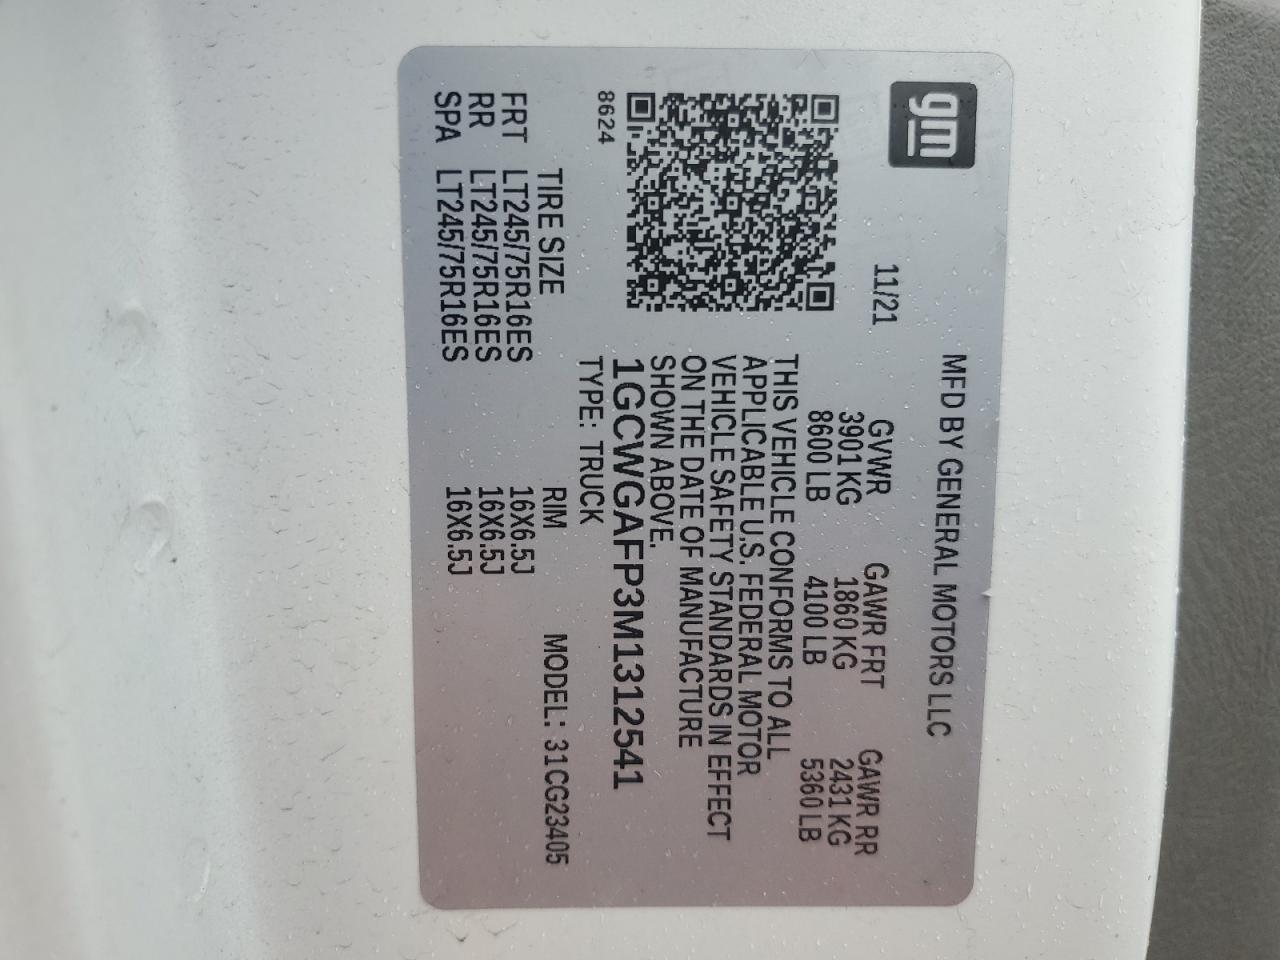 gm
MFD BY GENERAL MOTORS LLC
11/21
GVWR GAWR FRT GAWR RR
3901 KG 1860 KG 2431 KG
8600 LB 4100 LB 5360 LB
THIS VEHICLE CONFORMS TO ALL
APPLICABLE U.S. FEDERAL MOTOR
VEHICLE SAFETY STANDARDS IN EFFECT
ON THE DATE OF MANUFACTURE
SHOWN ABOVE.
8624
1GCWGAFP3M1312541
TYPE: TRUCK
TIRE SIZE RIM MODEL: 31CG23405
FRT LT245/75R16ES 16X6.5J
RR LT245/75R16ES 16X6.5J
SPA LT245/75R16ES 16X6.5J